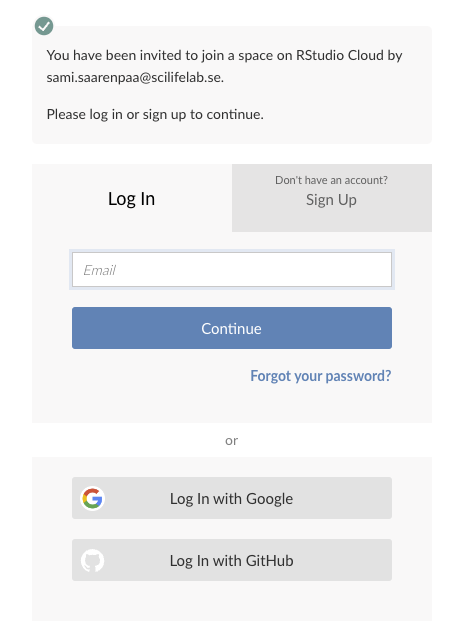 You have been invited to join a space on RStudio Cloud by
sami.saarenpaa@scilifelab.se.
Please log in or sign up to continue.
Log In
Don't have an account?
Sign Up
Email
Continue
Forgot your password?
or
Log In with Google
Log In with GitHub